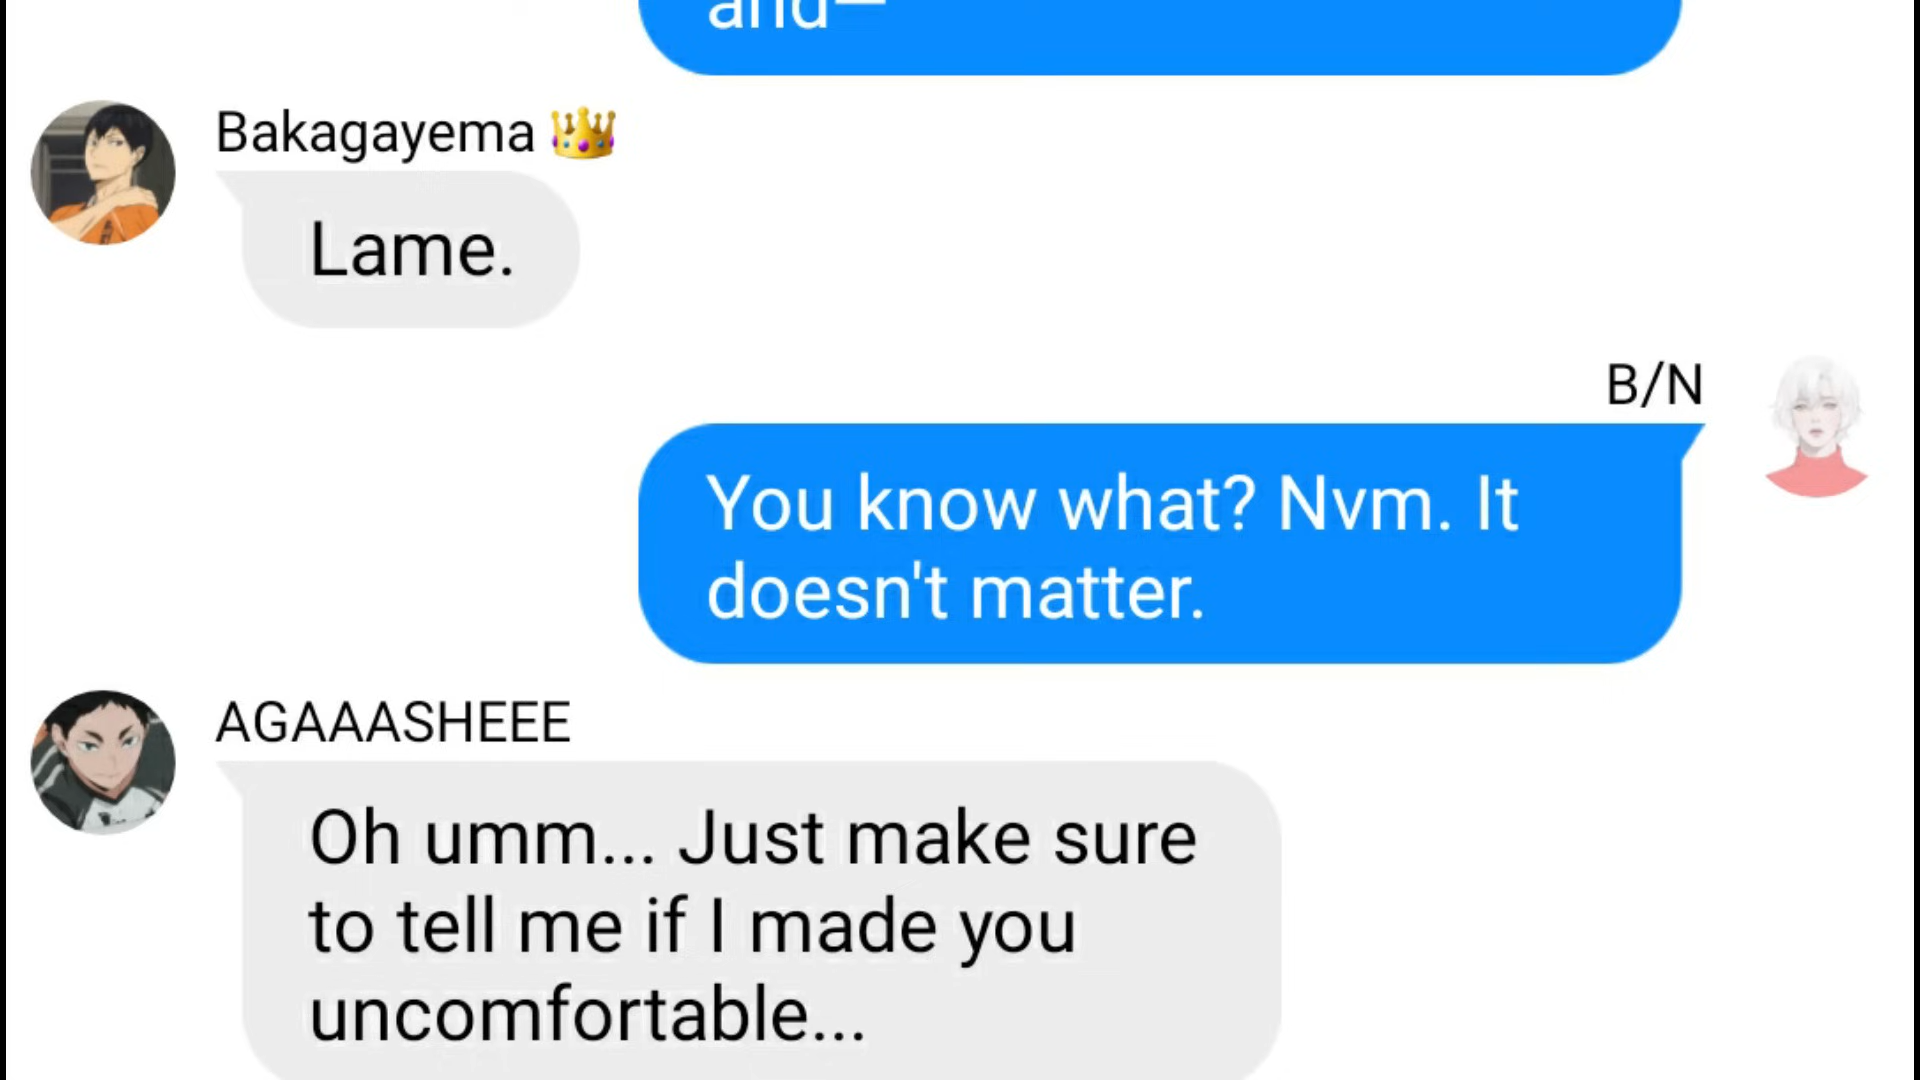 and—
Bakagayema 👑
Lame.
B/N
You know what? Nvm. It
doesn't matter.
AGAAASHEEE
Oh umm... Just make sure
to tell me if I made you
uncomfortable...